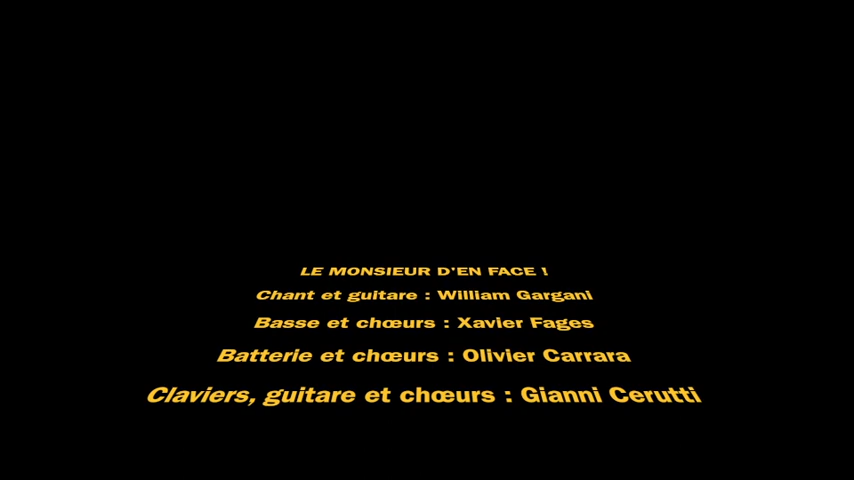 LE MONSIEUR D'EN FACE !
Chant et guitare : William Gargani
Basse et chœurs : Xavier Fages
Batterie et chœurs : Olivier Carrara
Claviers, guitare et chœurs : Gianni Cerutti